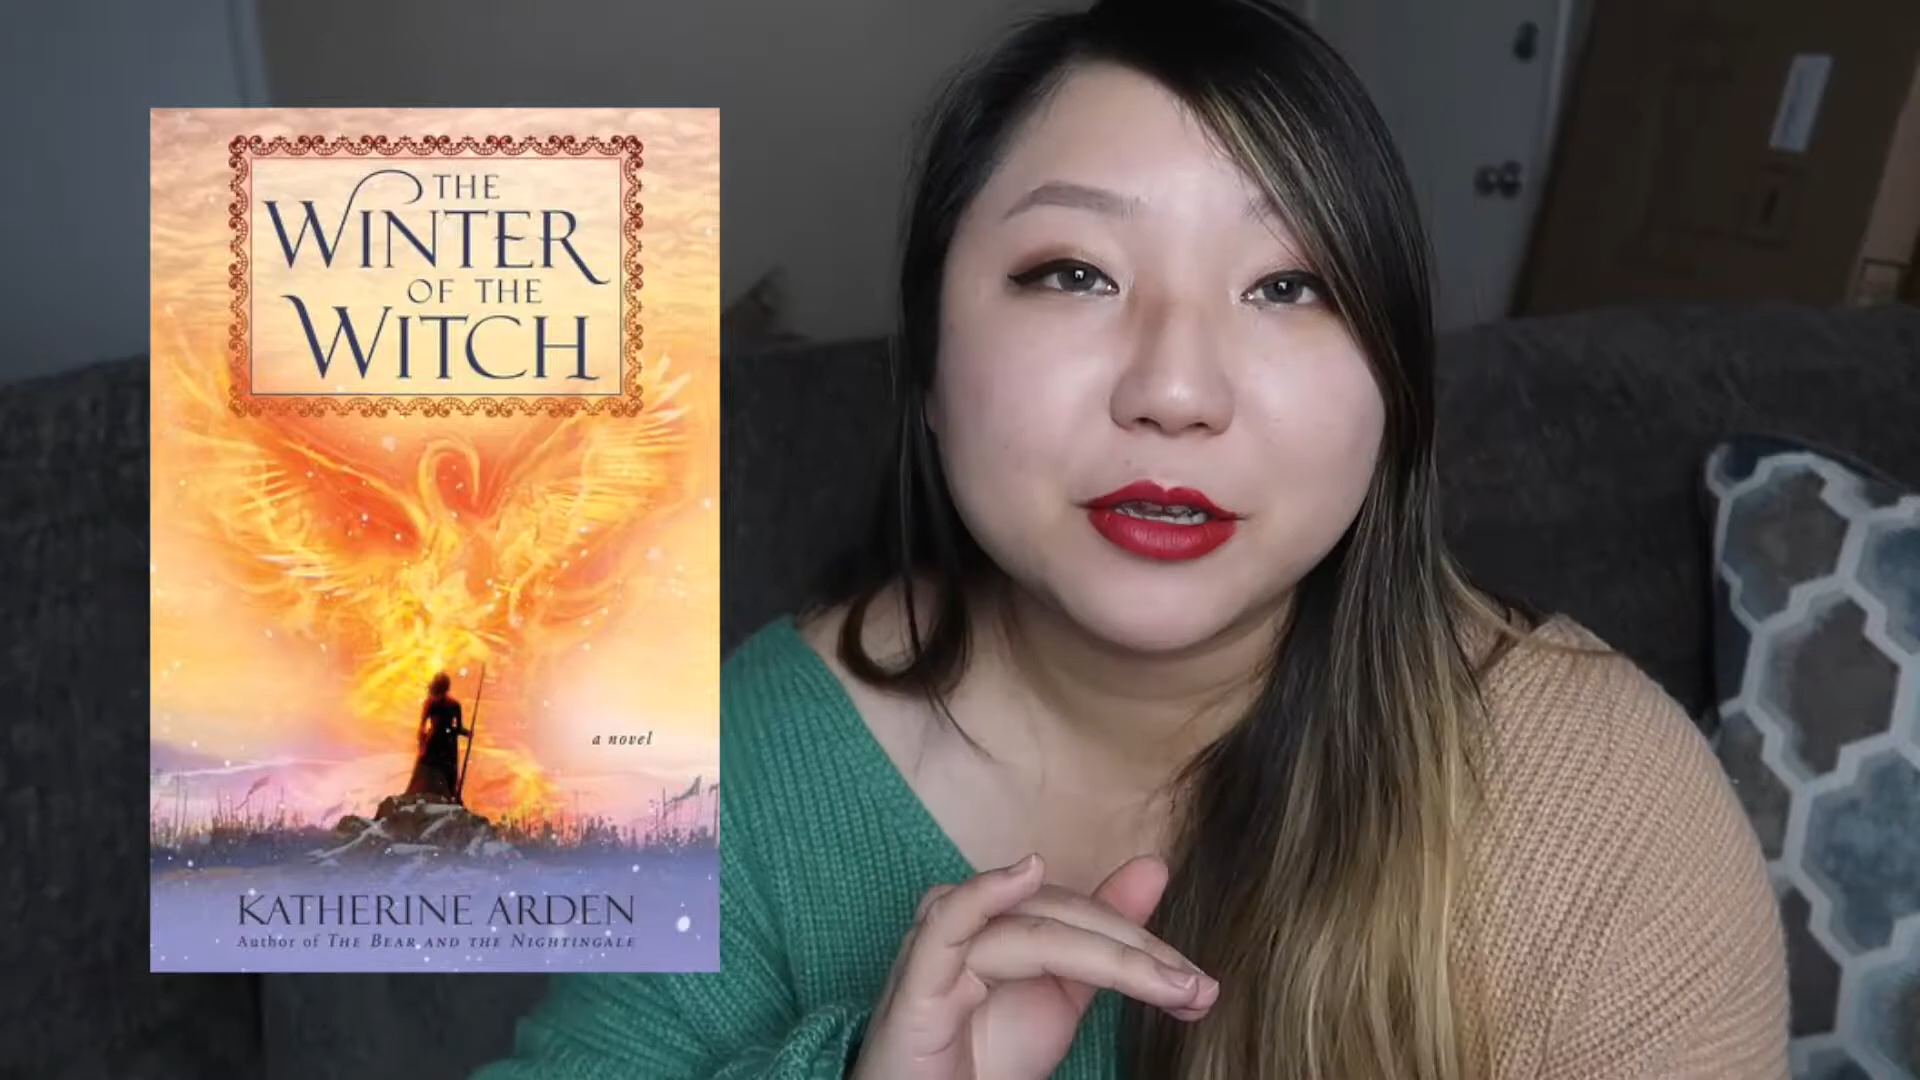 THE
WINTER
OF THE
WITCH
a novel
KATHERINE ARDEN
Author of THE BEAR AND THE NIGHTINGALE